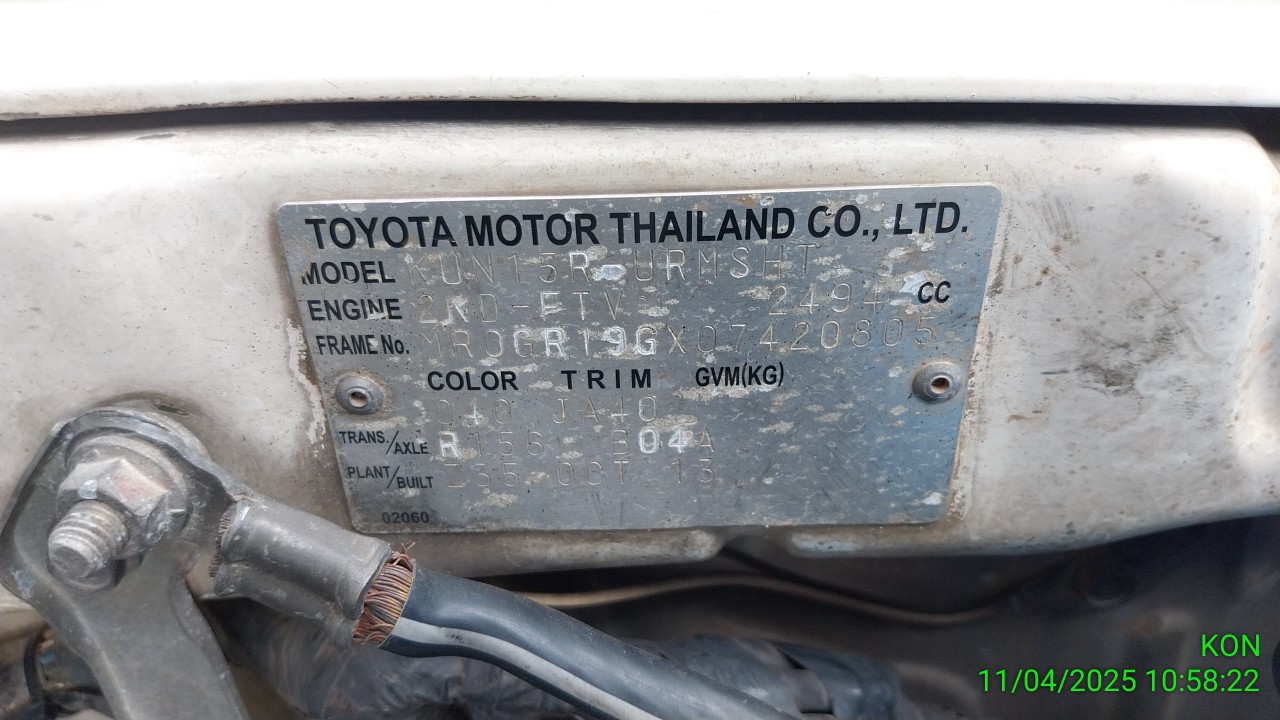 TOYOTA MOTOR THAILAND CO., LTD.
MODEL KUN15R-URMSHT
ENGINE 2KD-FTV 2494 CC
FRAME No. MR0GR19GX07420805
COLOR TRIM GVM(KG)
040 JA40
TRANS./AXLE R156 B04A
PLANT/BUILT Z35 OCT 13
02060
KON
11/04/2025 10:58:22